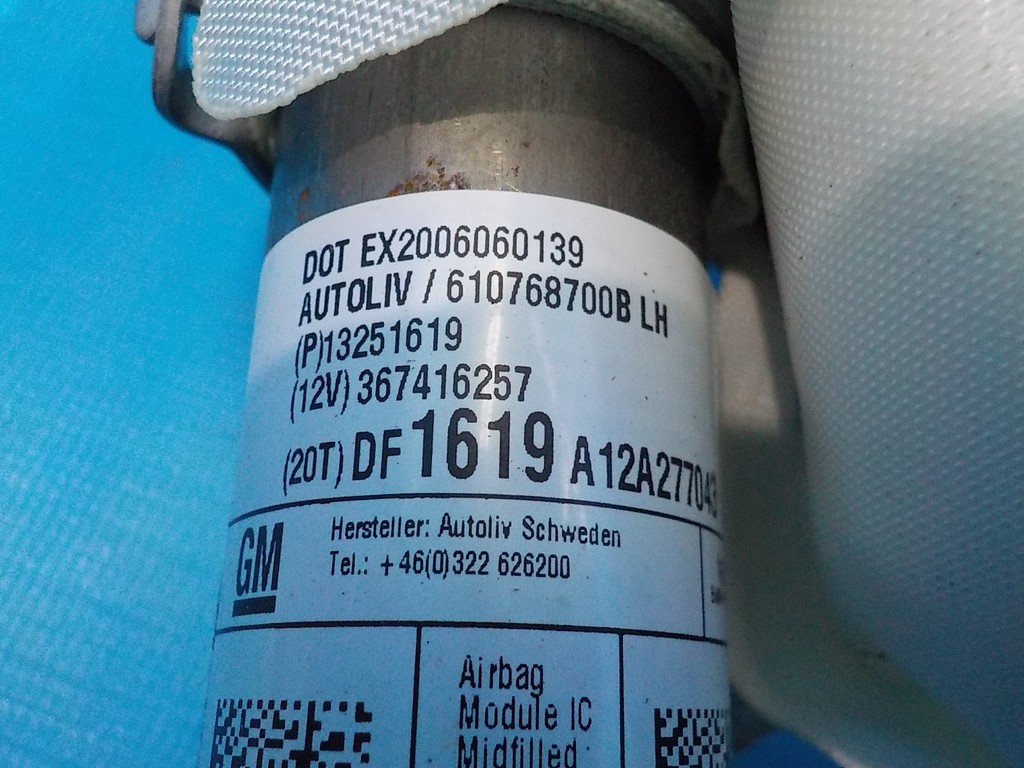 DOT EX2006060139
AUTOLIV / 610768700B LH
(P)13251619
(12V) 367416257
(20T) DF 1619 A12A277043
GM
Hersteller: Autoliv Schweden
Tel.: +46(0)322 626200
Airbag
Module IC
Midfilled